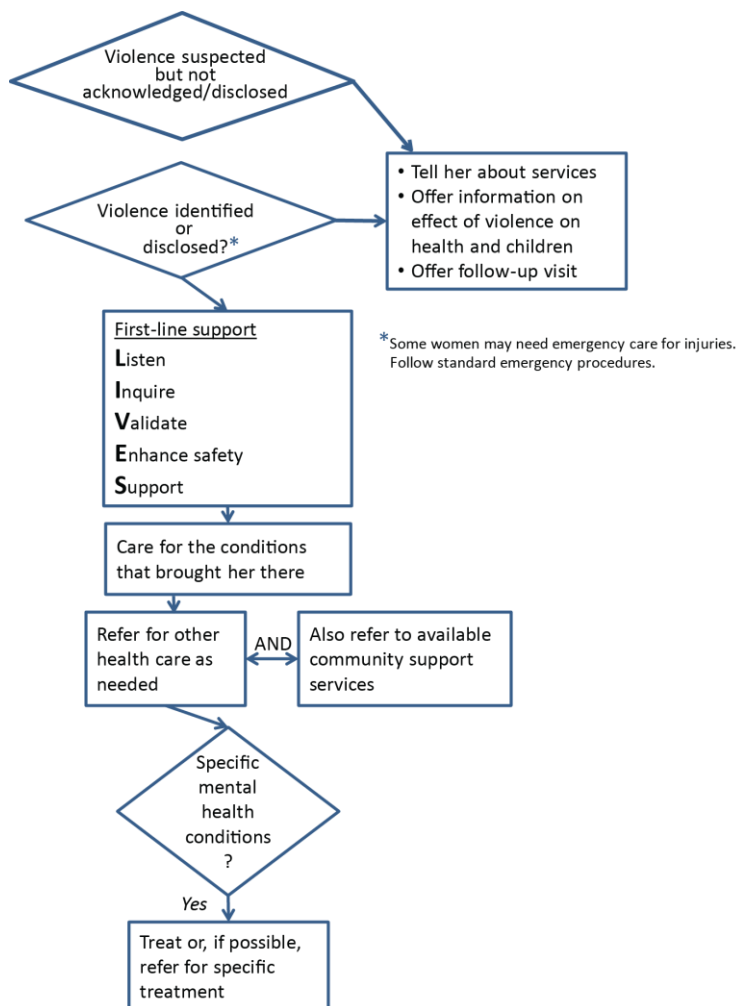 Violence suspected
but not
acknowledged/disclosed
• Tell her about services
• Offer information on
effect of violence on
health and children
• Offer follow-up visit
Violence identified
or
disclosed?*
*Some women may need emergency care for injuries.
Follow standard emergency procedures.
First-line support
Listen
Inquire
Validate
Enhance safety
Support
Care for the conditions
that brought her there
Refer for other
health care as
needed
AND
Also refer to available
community support
services
Specific
mental
health
conditions
?
Yes
Treat or, if possible,
refer for specific
treatment